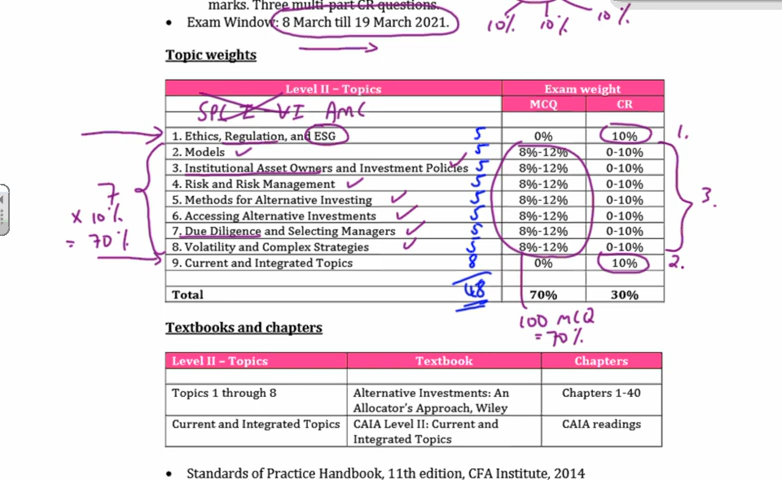 marks. Three multi-part CR questions.
• Exam Window: 8 March till 19 March 2021.
10% 10% 10%
Topic weights
Level II – Topics Exam weight
MCQ CR
SPL I – VI AMC
1. Ethics, Regulation, and ESG 5 0% 10% 1.
2. Models 5 8%-12% 0-10%
3. Institutional Asset Owners and Investment Policies 5 8%-12% 0-10%
4. Risk and Risk Management 5 8%-12% 0-10%
5. Methods for Alternative Investing 5 8%-12% 0-10% 3.
6. Accessing Alternative Investments 5 8%-12% 0-10%
7. Due Diligence and Selecting Managers 5 8%-12% 0-10%
8. Volatility and Complex Strategies 5 8%-12% 0-10%
9. Current and Integrated Topics 8 0% 10% 2.
7
x 10%
= 70%
Total 48 70% 30%
100 MCQ
= 70%
Textbooks and chapters
Level II – Topics Textbook Chapters
Topics 1 through 8 Alternative Investments: An Chapters 1-40
Allocator's Approach, Wiley
Current and Integrated Topics CAIA Level II: Current and CAIA readings
Integrated Topics
• Standards of Practice Handbook, 11th edition, CFA Institute, 2014